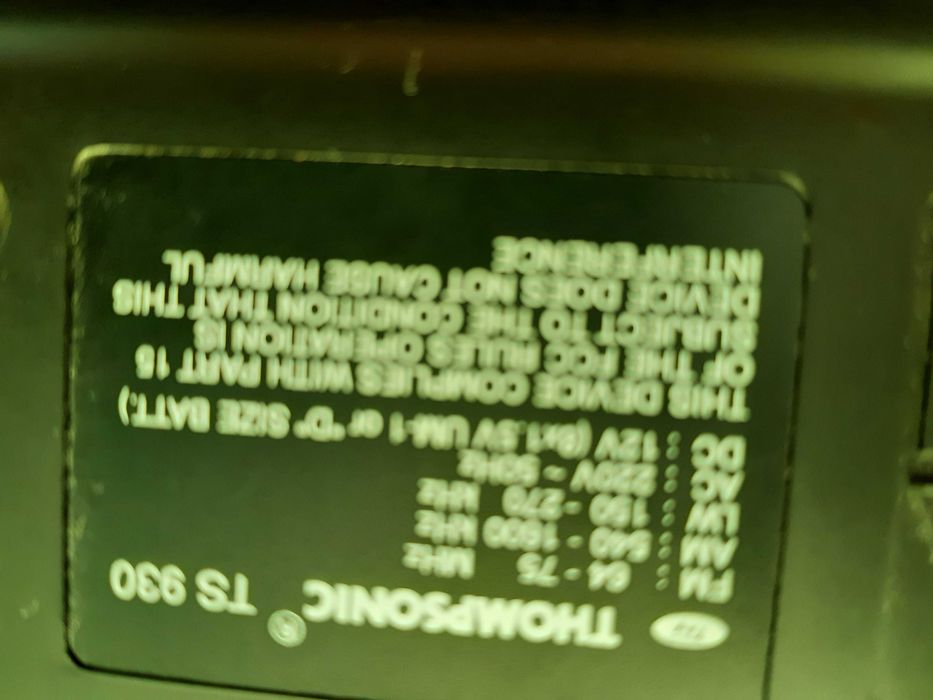 THOMPSONIC® TS 930
FM : 64 - 75 MHz
AM : 540 - 1600 kHz
LW : 150 - 270 kHz
AC : 220V ~ 50Hz
DC : 12V (8x1.5V UM-1 or "D" SIZE BATT.)
THIS DEVICE COMPLIES WITH PART 15
OF THE FCC RULES OPERATION IS
SUBJECT TO THE CONDITION THAT THIS
DEVICE DOES NOT CAUSE HARMFUL
INTERFERENCE